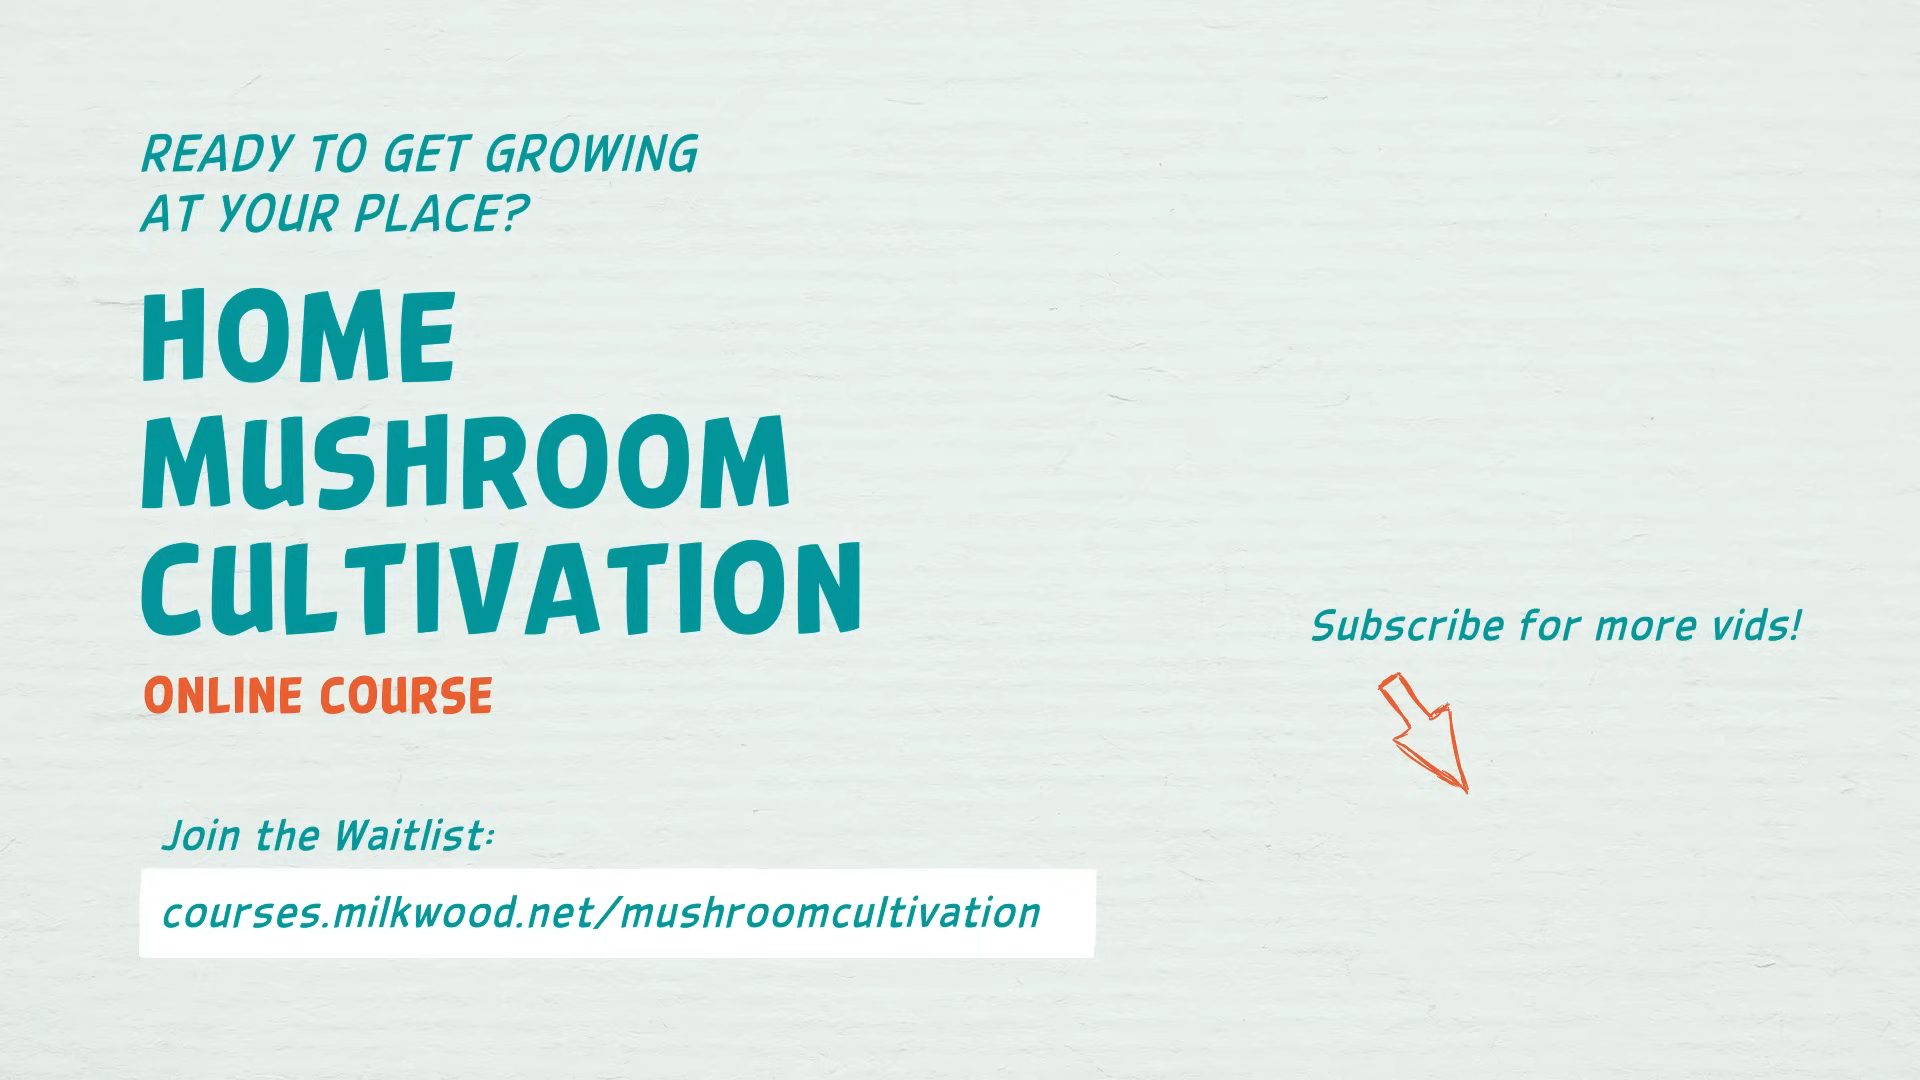 READY TO GET GROWING
AT YOUR PLACE?
HOME
MUSHROOM
CULTIVATION
ONLINE COURSE
Subscribe for more vids!
Join the Waitlist:
courses.milkwood.net/mushroomcultivation